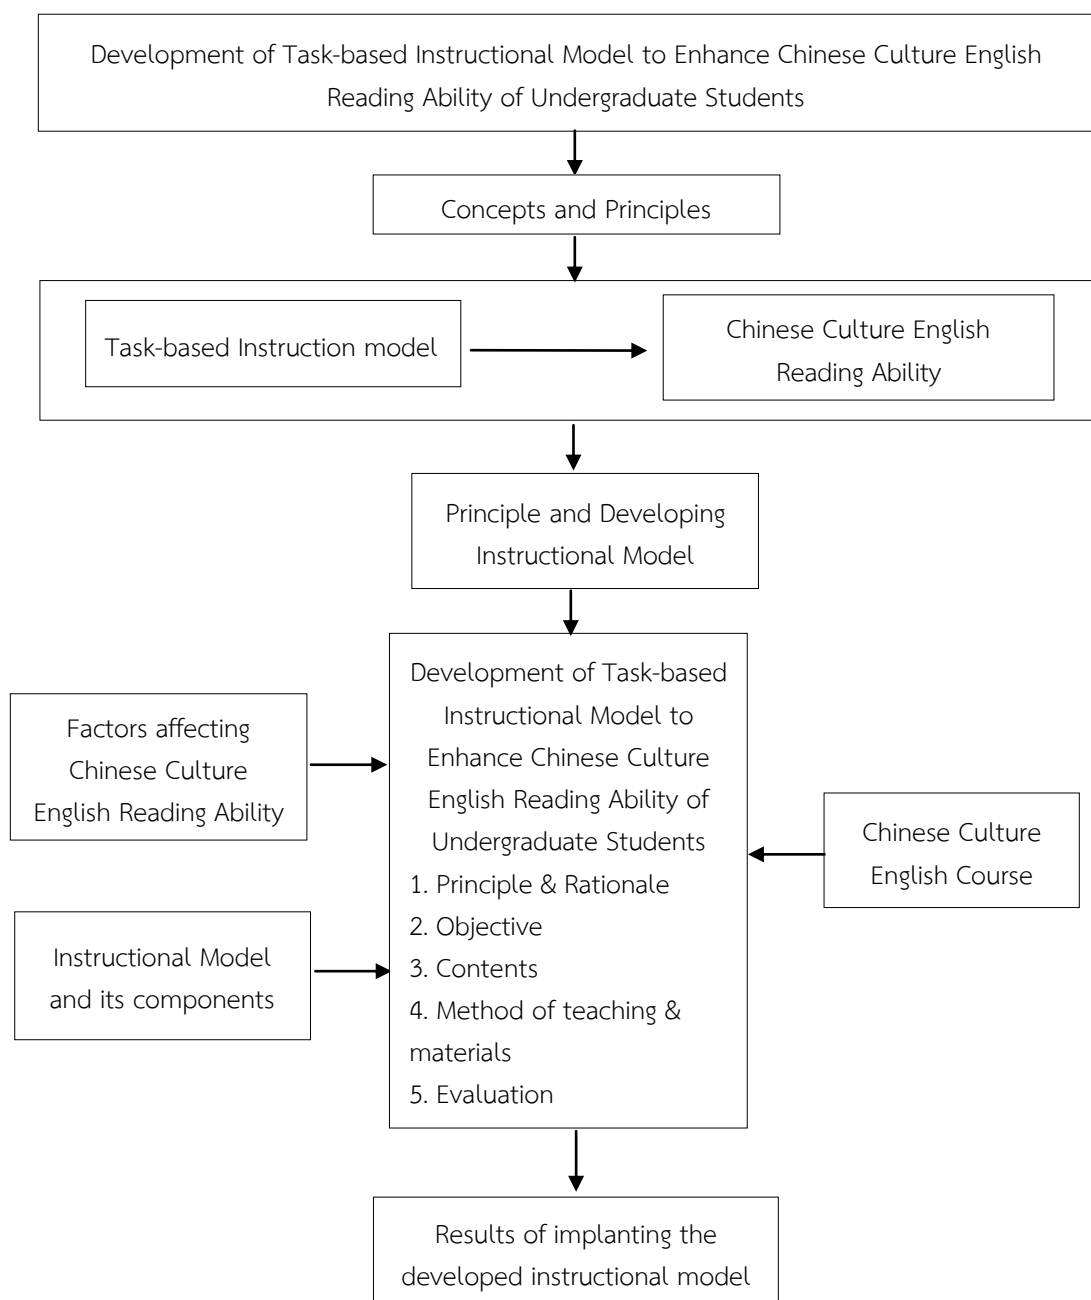 Development of Task-based Instructional Model to Enhance Chinese Culture English
Reading Ability of Undergraduate Students
Concepts and Principles
Task-based Instruction model
Chinese Culture English
Reading Ability
Principle and Developing
Instructional Model
Factors affecting
Chinese Culture
English Reading Ability
Instructional Model
and its components
Development of Task-based
Instructional Model to
Enhance Chinese Culture
English Reading Ability of
Undergraduate Students
1. Principle & Rationale
2. Objective
3. Contents
4. Method of teaching &
materials
5. Evaluation
Chinese Culture
English Course
Results of implanting the
developed instructional model